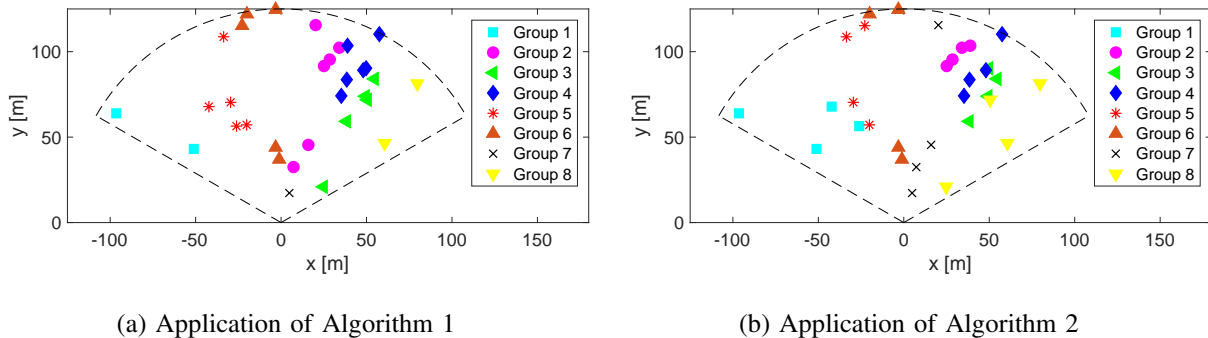 y [m]
100
50
0
-100
-50
0
50
100
150
x [m]
Group 1
Group 2
Group 3
Group 4
Group 5
Group 6
Group 7
Group 8
(a) Application of Algorithm 1
y [m]
100
50
0
-100
-50
0
50
100
150
x [m]
Group 1
Group 2
Group 3
Group 4
Group 5
Group 6
Group 7
Group 8
(b) Application of Algorithm 2